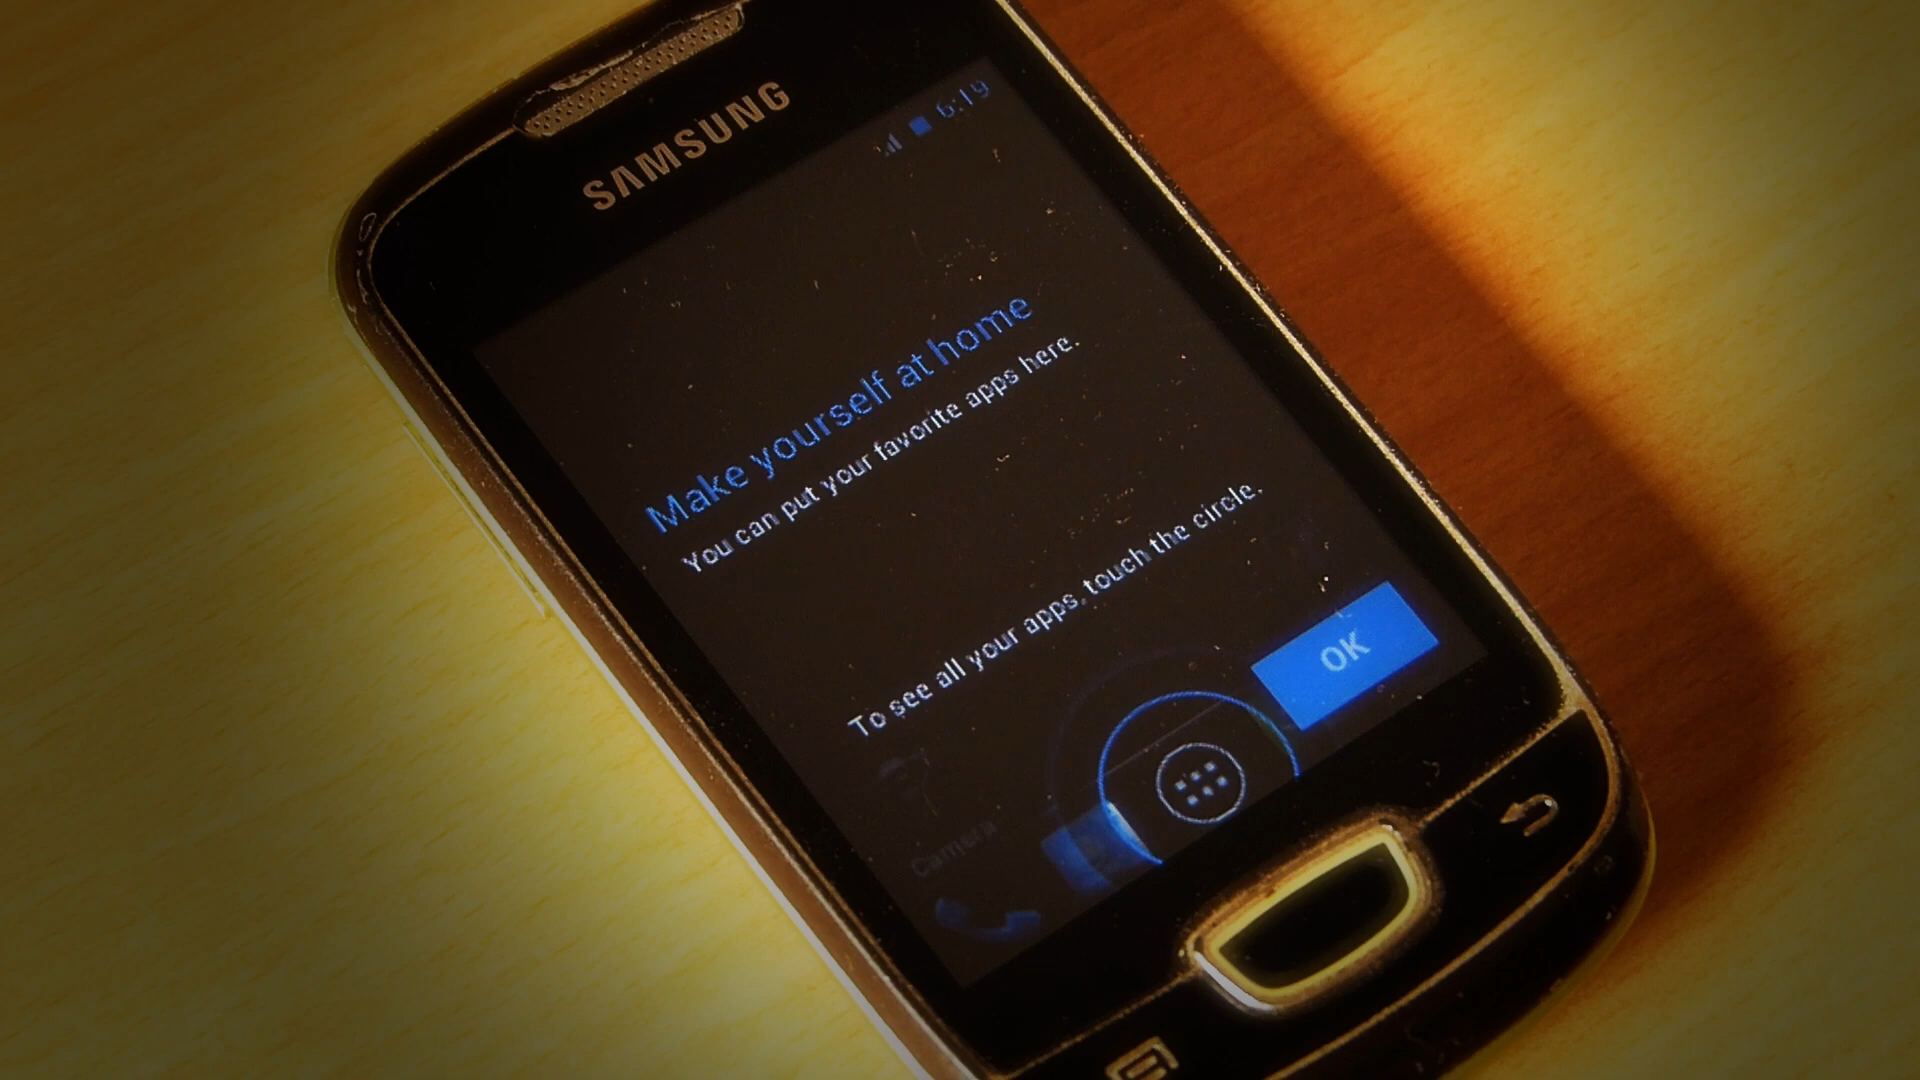 SAMSUNG
6:19
Make yourself at home
You can put your favorite apps here.
To see all your apps, touch the circle.
OK
Camera